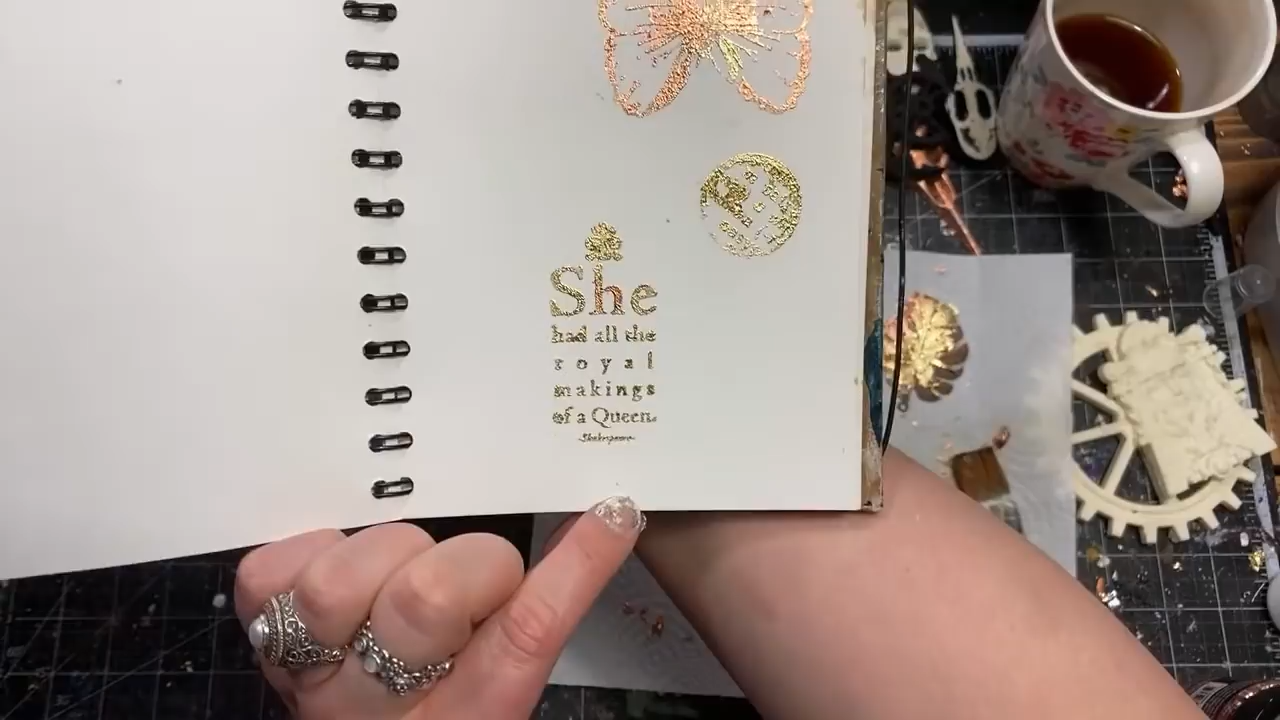 She
had all the
royal
makings
of a Queen.
Shakespeare